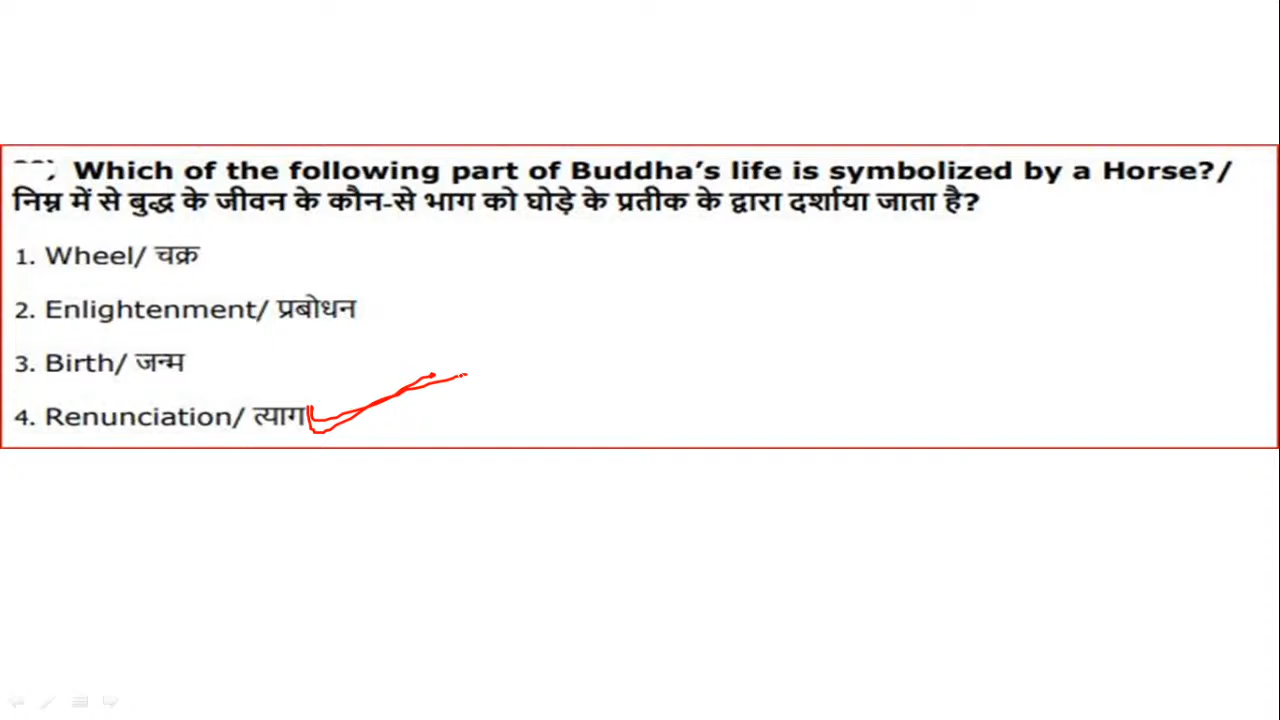 Which of the following part of Buddha's life is symbolized by a Horse?/
निम्न में से बुद्ध के जीवन के कौन-से भाग को घोड़े के प्रतीक के द्वारा दर्शाया जाता है?
1. Wheel/ चक्र
2. Enlightenment/ प्रबोधन
3. Birth/ जन्म
4. Renunciation/ त्याग